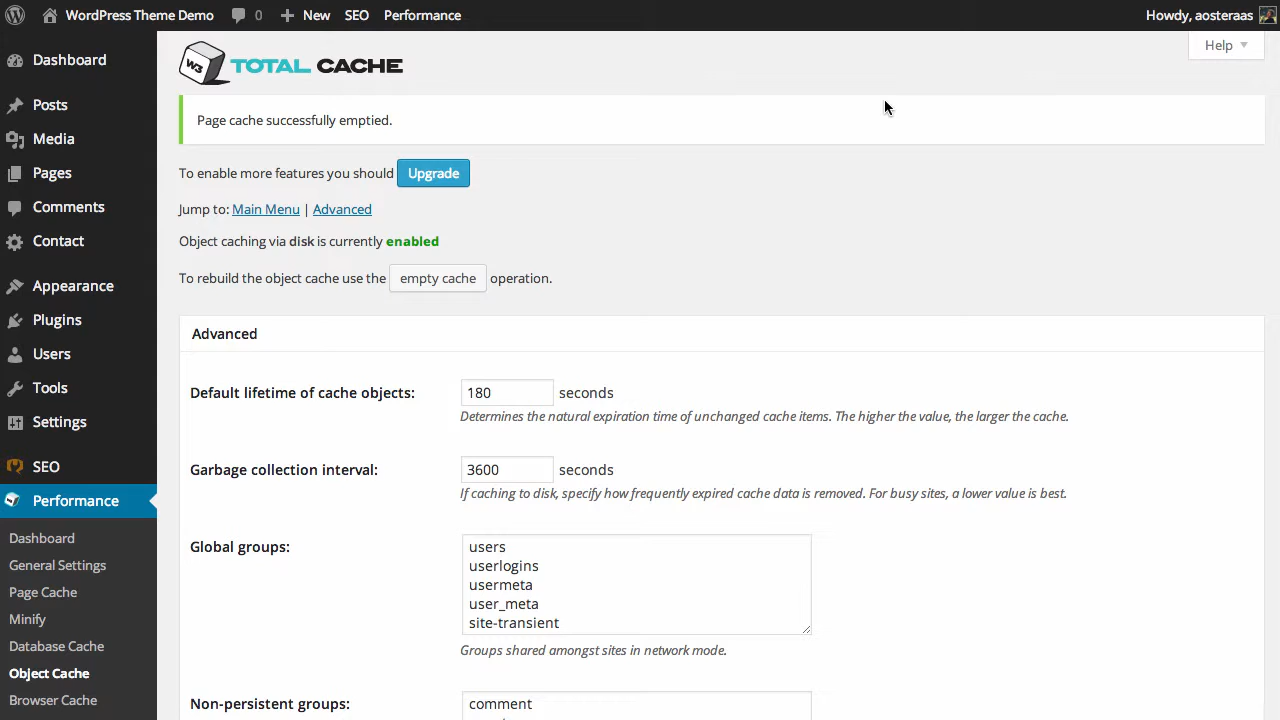 WordPress Theme Demo 0 New SEO Performance Howdy, aosteraas
Help
W3 TOTAL CACHE
Page cache successfully emptied.
To enable more features you should Upgrade
Jump to: Main Menu | Advanced
Object caching via disk is currently enabled
To rebuild the object cache use the empty cache operation.
Advanced
Default lifetime of cache objects: 180 seconds
Determines the natural expiration time of unchanged cache items. The higher the value, the larger the cache.
Garbage collection interval: 3600 seconds
If caching to disk, specify how frequently expired cache data is removed. For busy sites, a lower value is best.
Global groups:
users
userlogins
usermeta
user_meta
site-transient
Groups shared amongst sites in network mode.
Non-persistent groups:
comment
Dashboard
Posts
Media
Pages
Comments
Contact
Appearance
Plugins
Users
Tools
Settings
SEO
Performance
Dashboard
General Settings
Page Cache
Minify
Database Cache
Object Cache
Browser Cache